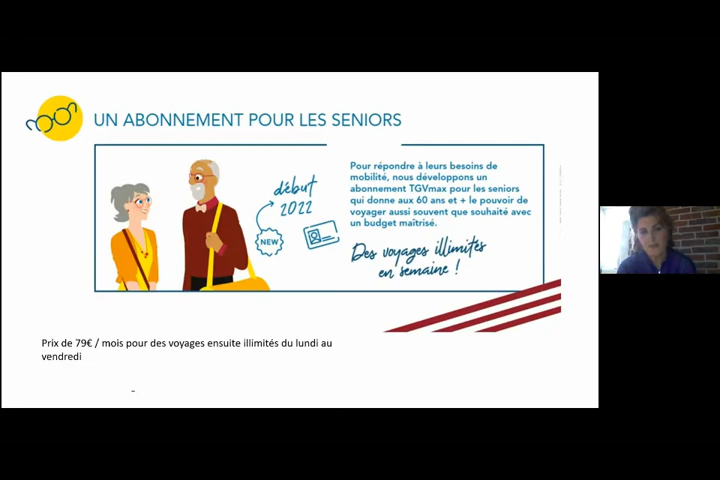 UN ABONNEMENT POUR LES SENIORS
début
2022
NEW
Pour répondre à leurs besoins de
mobilité, nous développons un
abonnement TGVmax pour les seniors
qui donne aux 60 ans et + le pouvoir de
voyager aussi souvent que souhaité avec
un budget maîtrisé.
Des voyages illimités
en semaine !
Prix de 79€ / mois pour des voyages ensuite illimités du lundi au
vendredi
-